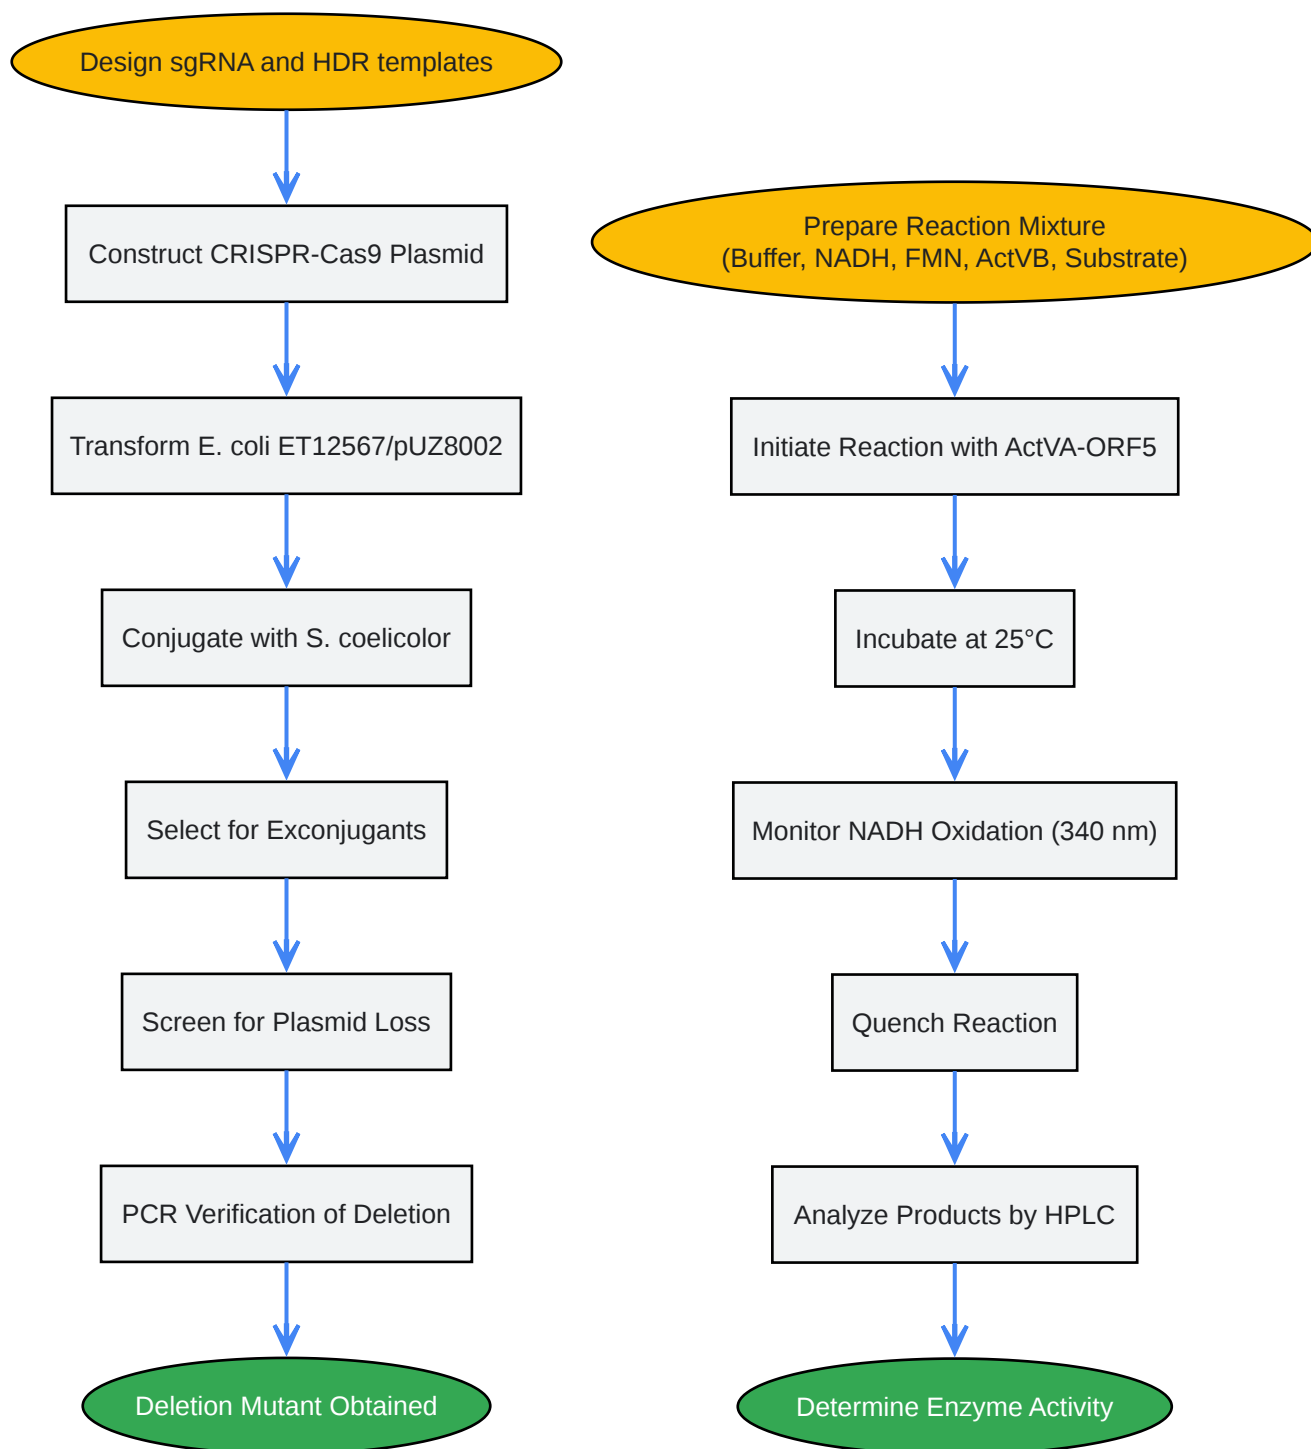 Design sgRNA and HDR templates
Construct CRISPR-Cas9 Plasmid
Transform E. coli ET12567/pUZ8002
Conjugate with S. coelicolor
Select for Exconjugants
Screen for Plasmid Loss
PCR Verification of Deletion
Deletion Mutant Obtained
Prepare Reaction Mixture
(Buffer, NADH, FMN, ActVB, Substrate)
Initiate Reaction with ActVA-ORF5
Incubate at 25°C
Monitor NADH Oxidation (340 nm)
Quench Reaction
Analyze Products by HPLC
Determine Enzyme Activity